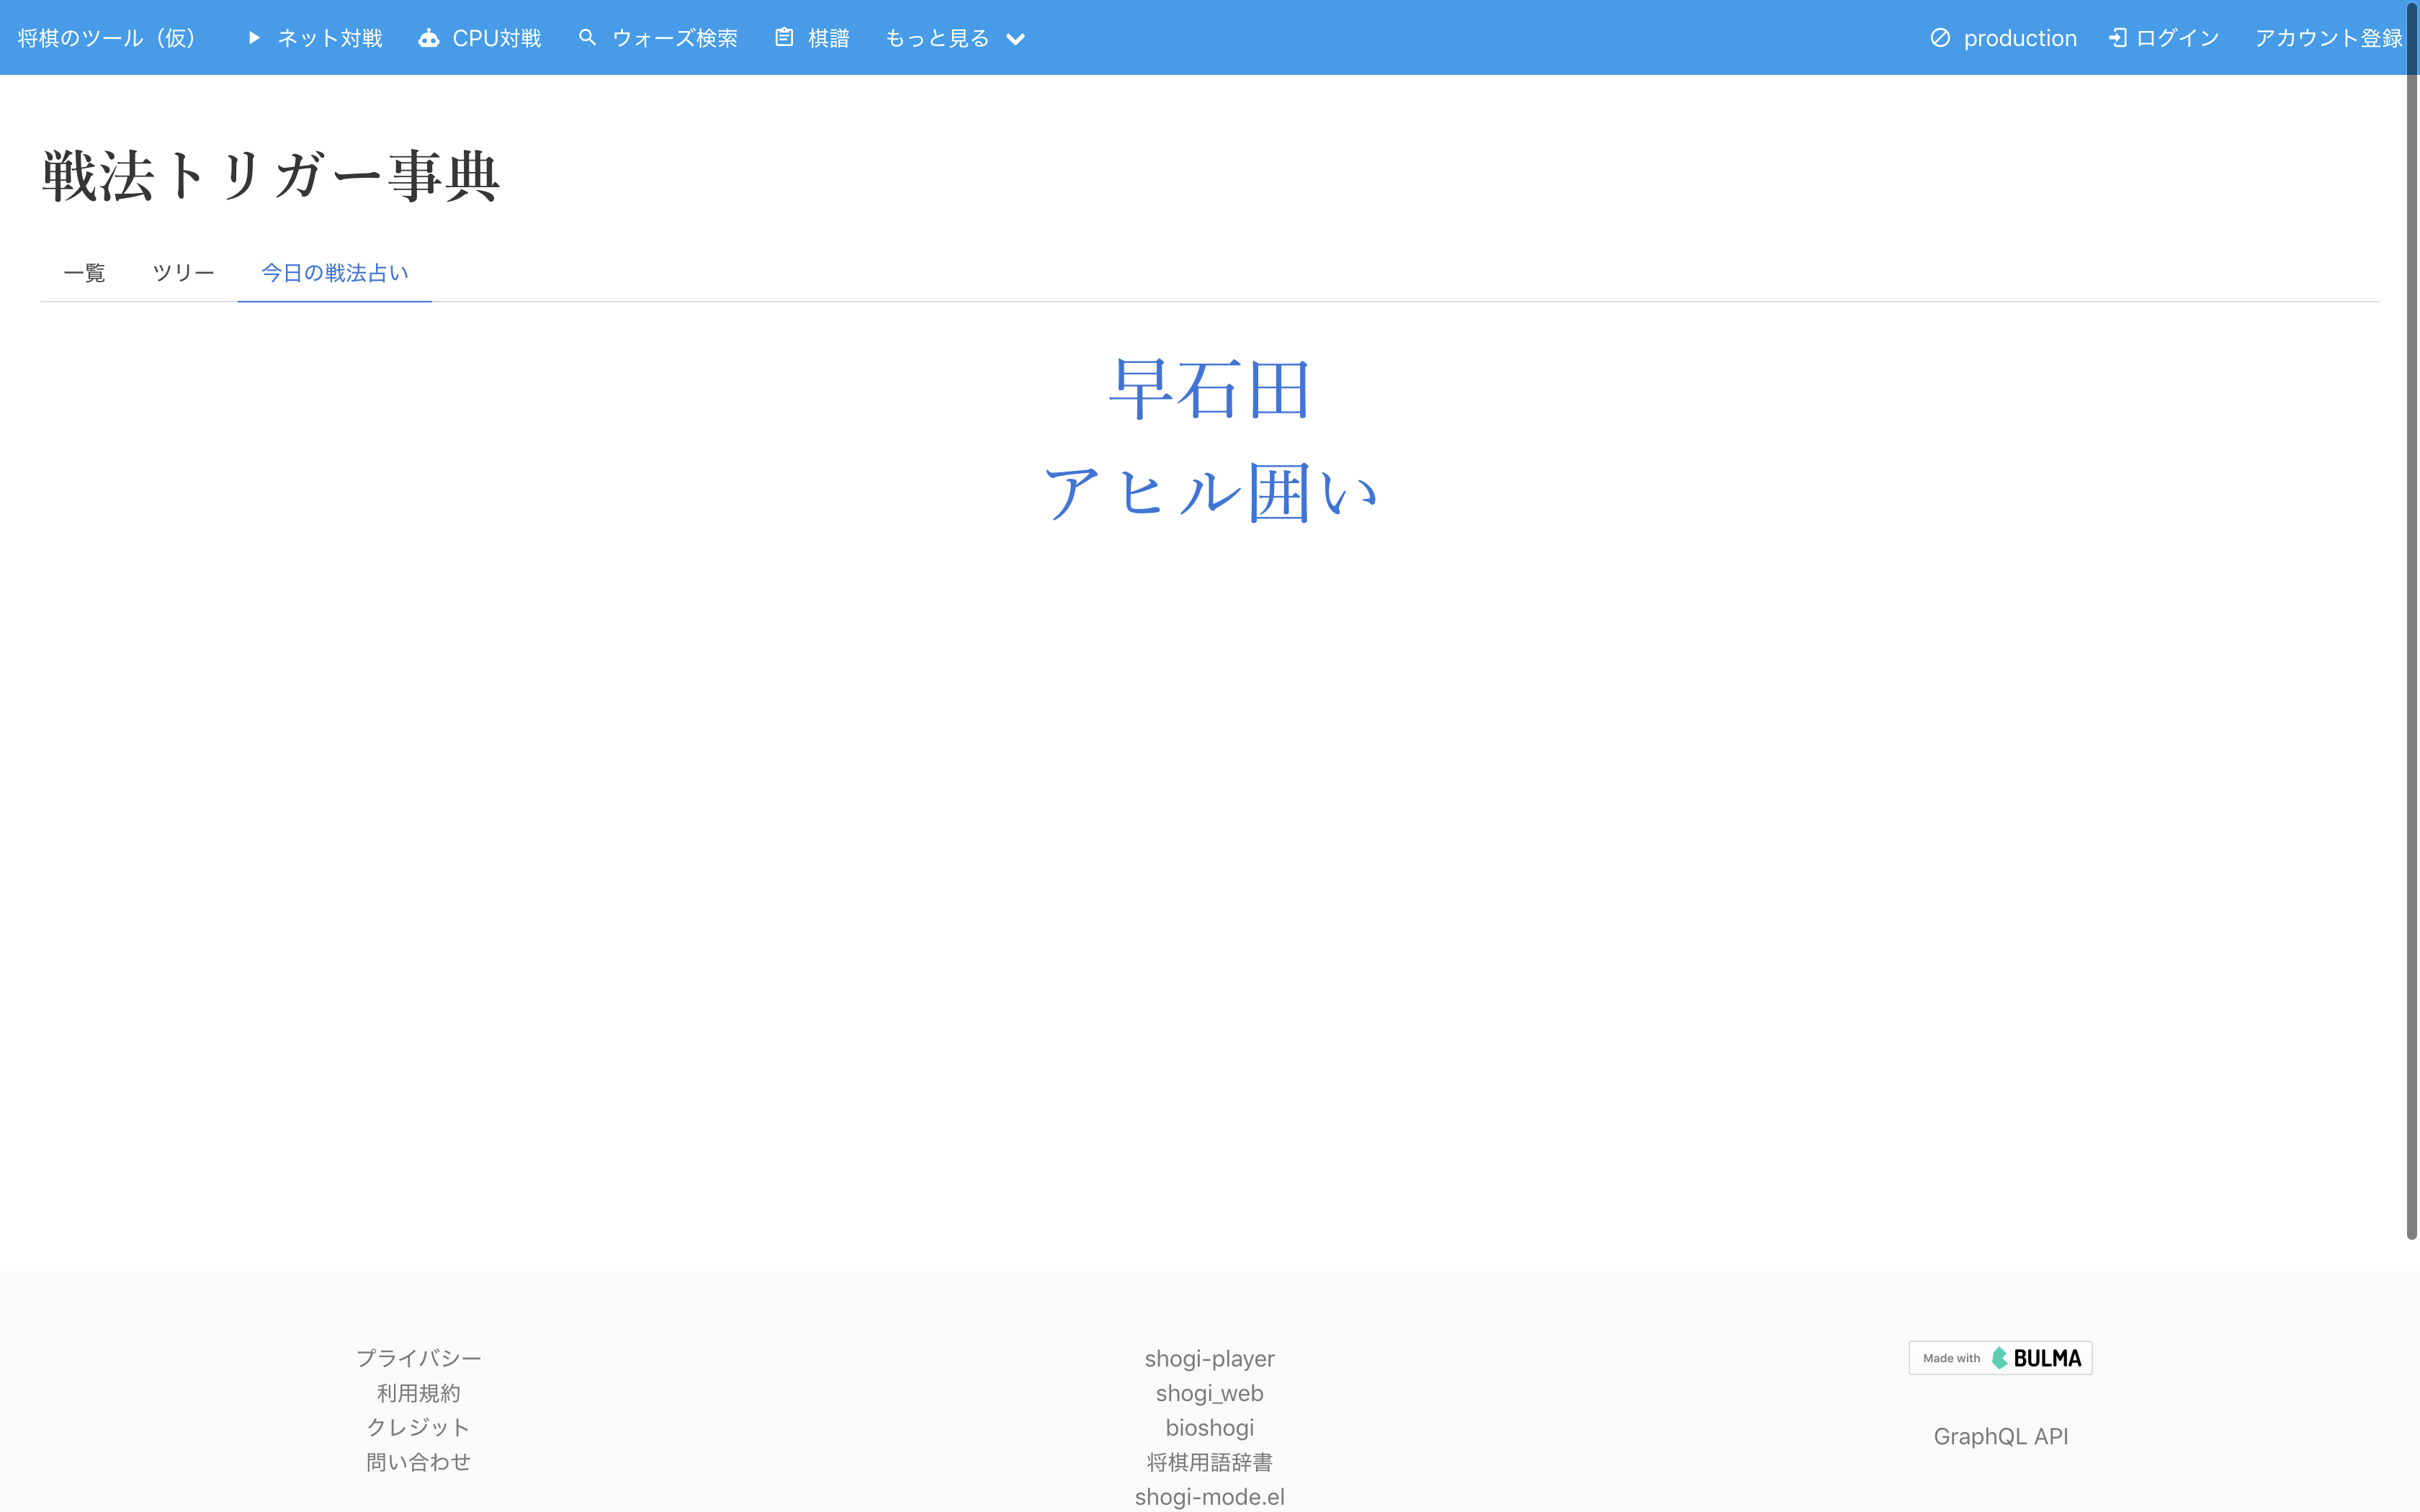 将棋のツール（仮） ネット対戦 CPU対戦 ウォーズ検索 棋譜 もっと見る production ログイン アカウント登録
戦法トリガー事典
一覧 ツリー 今日の戦法占い
早石田
アヒル囲い
プライバシー
利用規約
クレジット
問い合わせ
shogi-player
shogi_web
bioshogi
将棋用語辞書
shogi-mode.el
Made with BULMA
GraphQL API